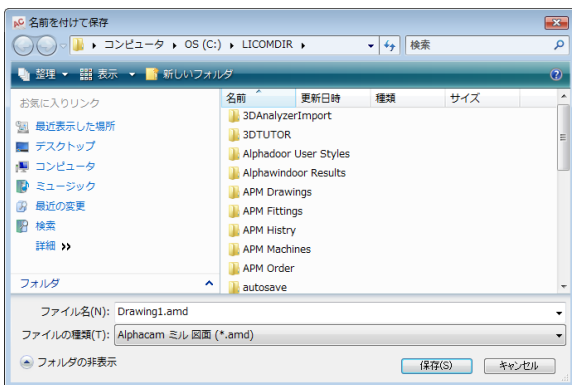 名前を付けて保存
コンピュータ ▸ OS (C:) ▸ LICOMDIR ▸ 検索
整理 表示 新しいフォルダ
お気に入りリンク
最近表示した場所
デスクトップ
コンピュータ
ミュージック
最近の変更
検索
詳細 >>
フォルダ
名前 更新日時 種類 サイズ
3DAnalyzerImport
3DTUTOR
Alphadoor User Styles
Alphawindoor Results
APM Drawings
APM Fittings
APM Histry
APM Machines
APM Order
autosave
ファイル名(N): Drawing1.amd
ファイルの種類(T): Alphacam ミル 図面 (*.amd)
フォルダの非表示 保存(S) キャンセル